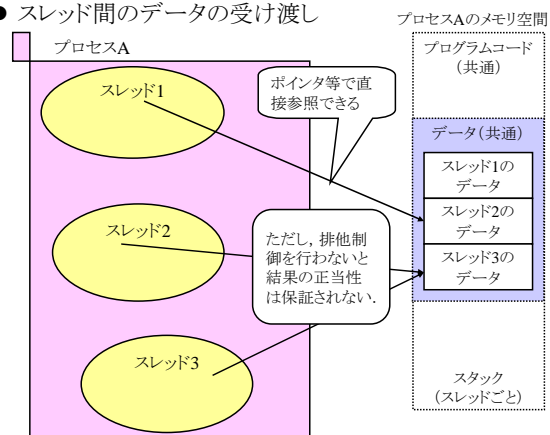 ● スレッド間のデータの受け渡し
プロセスAのメモリ空間
プロセスA
プログラムコード
(共通)
スレッド1
ポインタ等で直
接参照できる
データ(共通)
スレッド1の
データ
スレッド2の
データ
スレッド3の
データ
スレッド2
ただし, 排他制
御を行わないと
結果の正当性
は保証されない.
スレッド3
スタック
(スレッドごと)